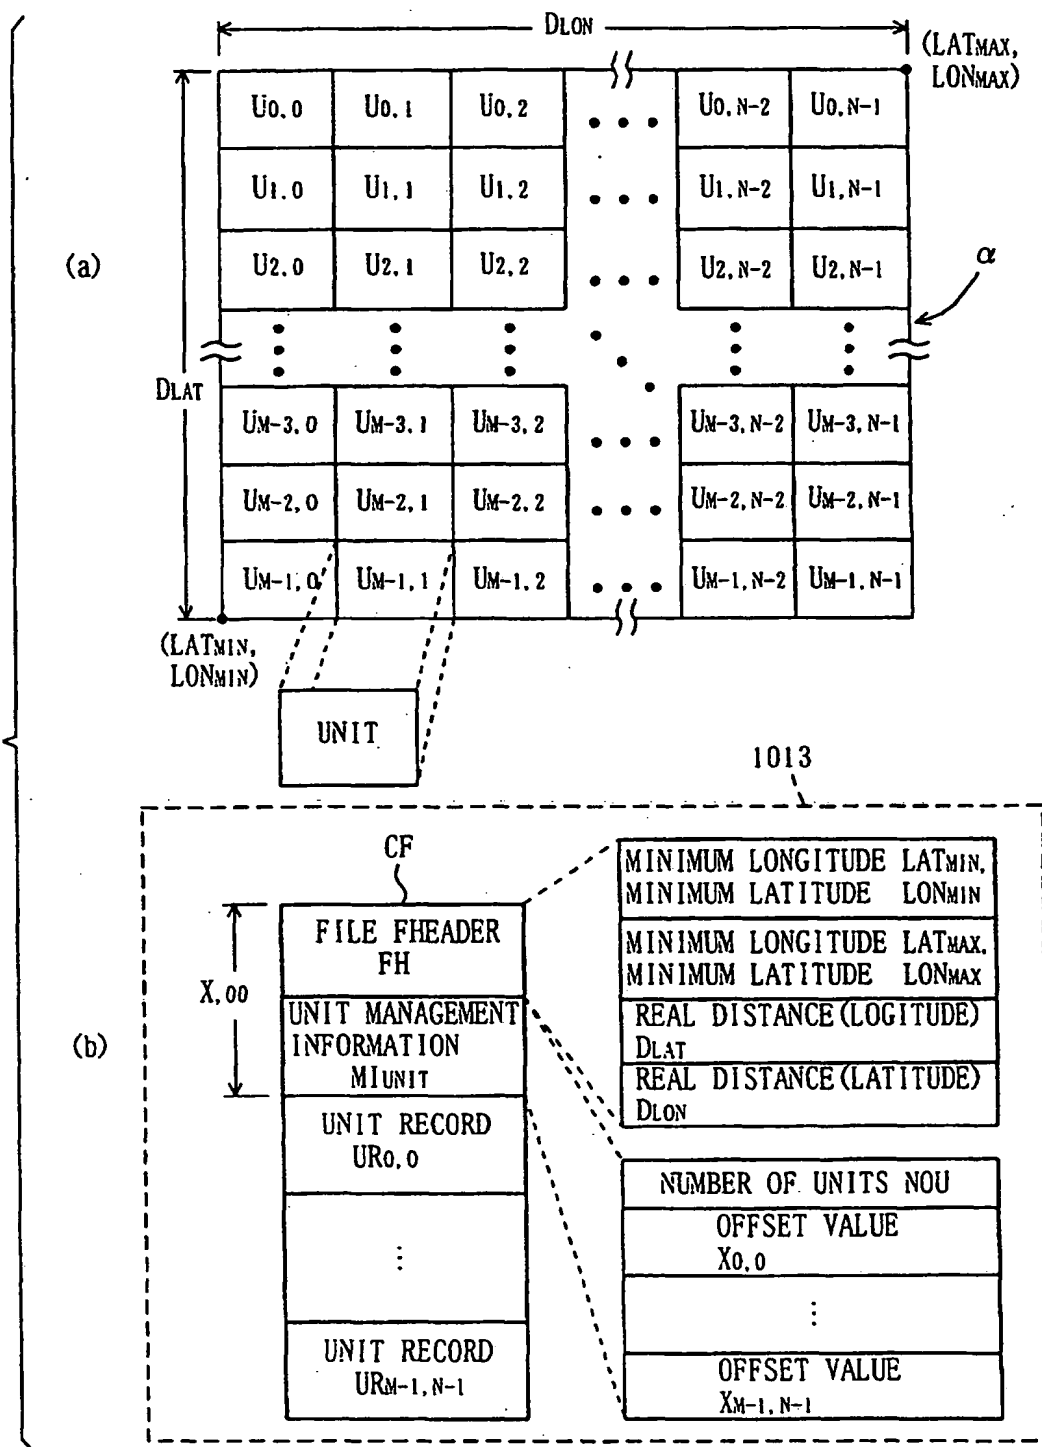 DLON
(LATMAX,
LONMAX)
U0,0 U0,1 U0,2 U0,N-2 U0,N-1
U1,0 U1,1 U1,2 U1,N-2 U1,N-1
(a)
U2,0 U2,1 U2,2 U2,N-2 U2,N-1
α
DLAT
UM-3,0 UM-3,1 UM-3,2 UM-3,N-2 UM-3,N-1
UM-2,0 UM-2,1 UM-2,2 UM-2,N-2 UM-2,N-1
UM-1,0 UM-1,1 UM-1,2 UM-1,N-2 UM-1,N-1
(LATMIN,
LONMIN)
UNIT
1013
(b)
CF
X,00
FILE FHEADER
FH
UNIT MANAGEMENT
INFORMATION
MIUNIT
UNIT RECORD
UR0,0
⋮
UNIT RECORD
URM-1,N-1
MINIMUM LONGITUDE LATMIN,
MINIMUM LATITUDE LONMIN
MINIMUM LONGITUDE LATMAX,
MINIMUM LATITUDE LONMAX
REAL DISTANCE(LOGITUDE)
DLAT
REAL DISTANCE(LATITUDE)
DLON
NUMBER OF UNITS NOU
OFFSET VALUE
X0,0
⋮
OFFSET VALUE
XM-1,N-1